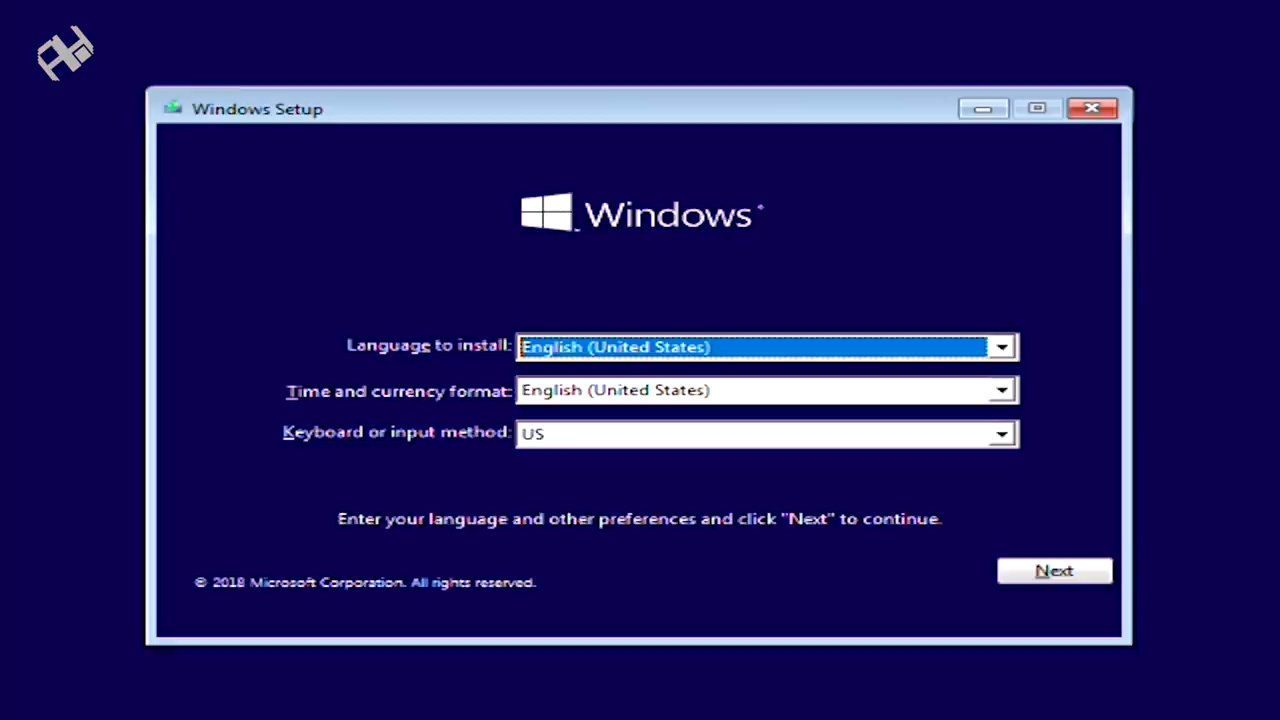 Windows Setup
Windows
Language to install: English (United States)
Time and currency format: English (United States)
Keyboard or input method: US
Enter your language and other preferences and click "Next" to continue.
© 2018 Microsoft Corporation. All rights reserved.
Next